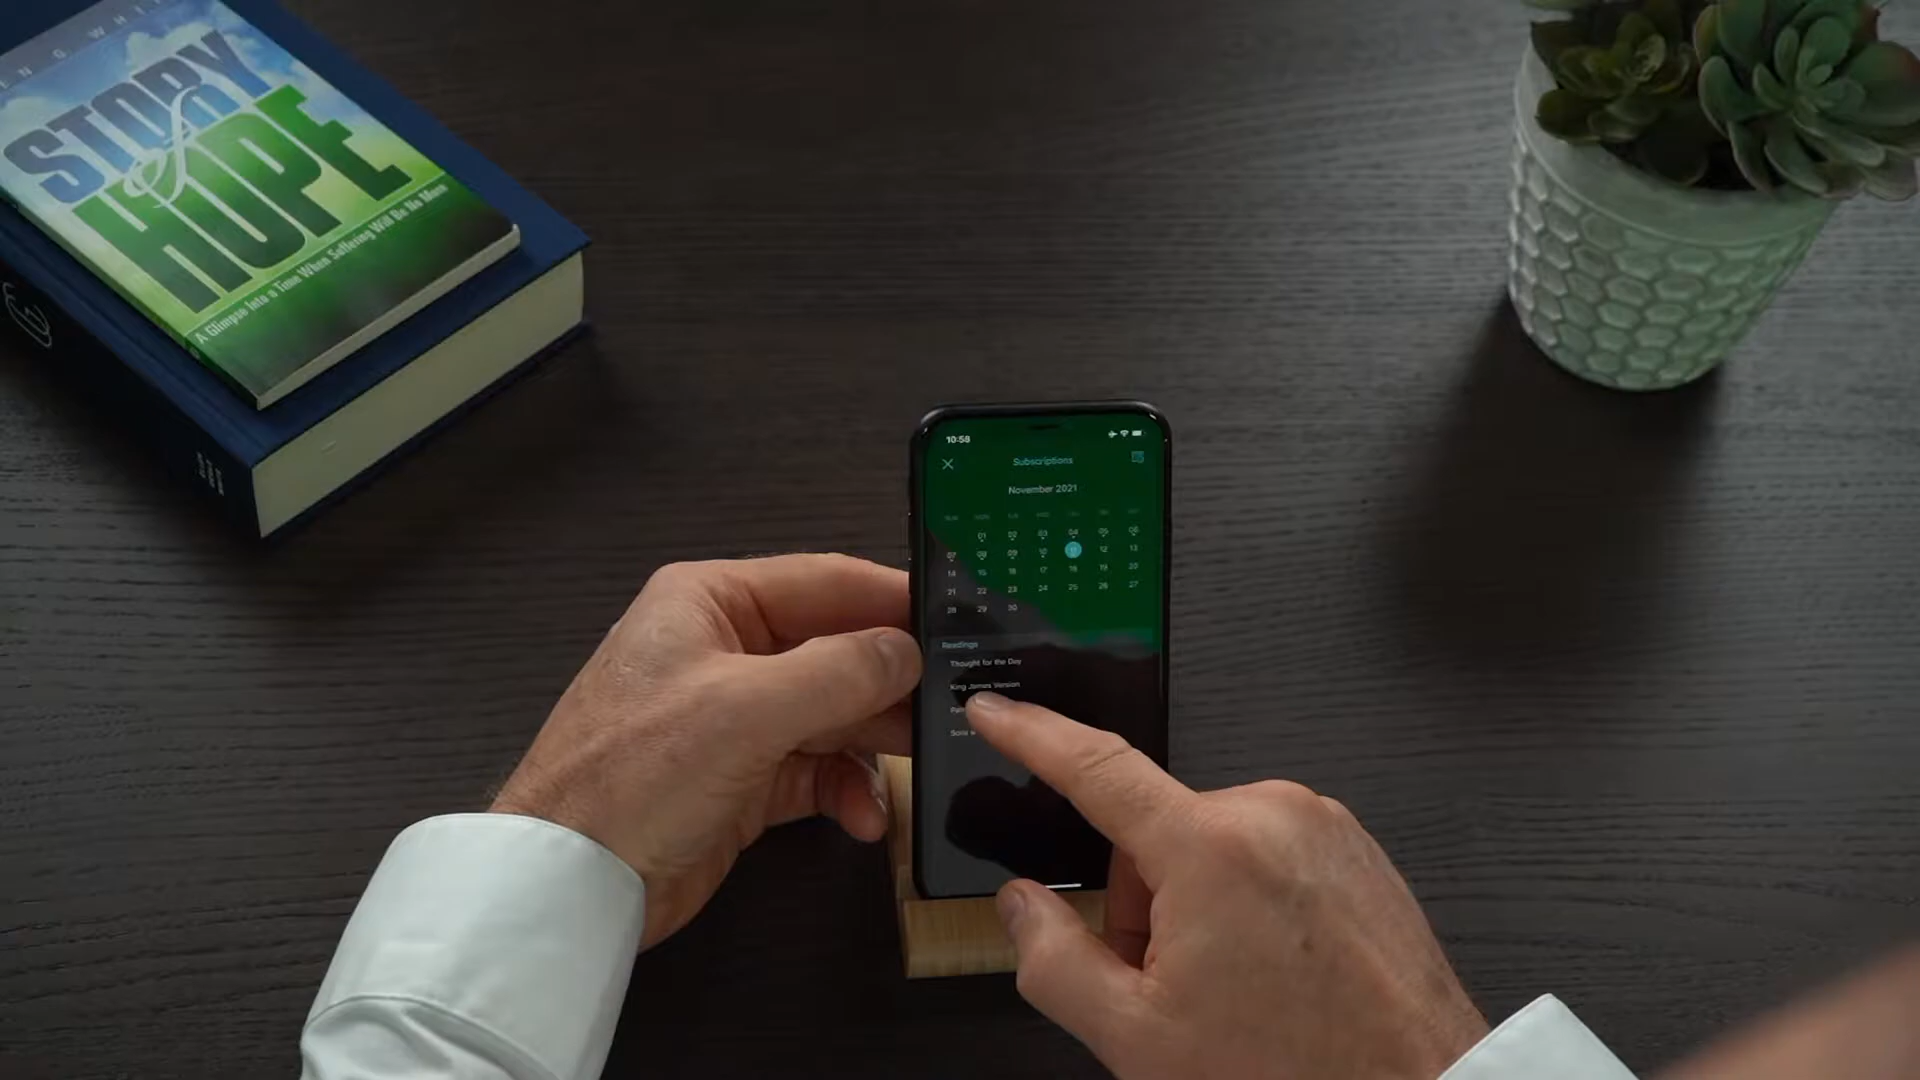 EN G WHIT
STORY
of
HOPE
A Glimpse Into a Time When Suffering Will Be No More
10:58
Subscriptions
November 2021
01 02 03 04 05 06
07 08 09 10 11 12 13
14 15 16 17 18 19 20
21 22 23 24 25 26 27
28 29 30
Readings
Thought for the Day
King James Version